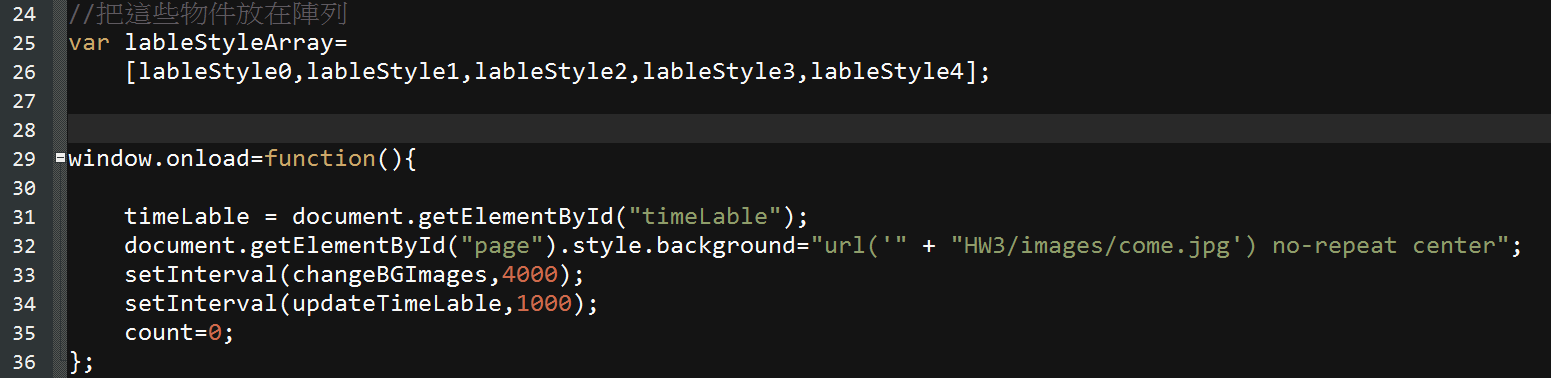 24 //把這些物件放在陣列
25 var lableStyleArray=
26 [lableStyle0,lableStyle1,lableStyle2,lableStyle3,lableStyle4];
27
28
29 window.onload=function(){
30
31 timeLable = document.getElementById("timeLable");
32 document.getElementById("page").style.background="url('" + "HW3/images/come.jpg') no-repeat center";
33 setInterval(changeBGImages,4000);
34 setInterval(updateTimeLable,1000);
35 count=0;
36 };